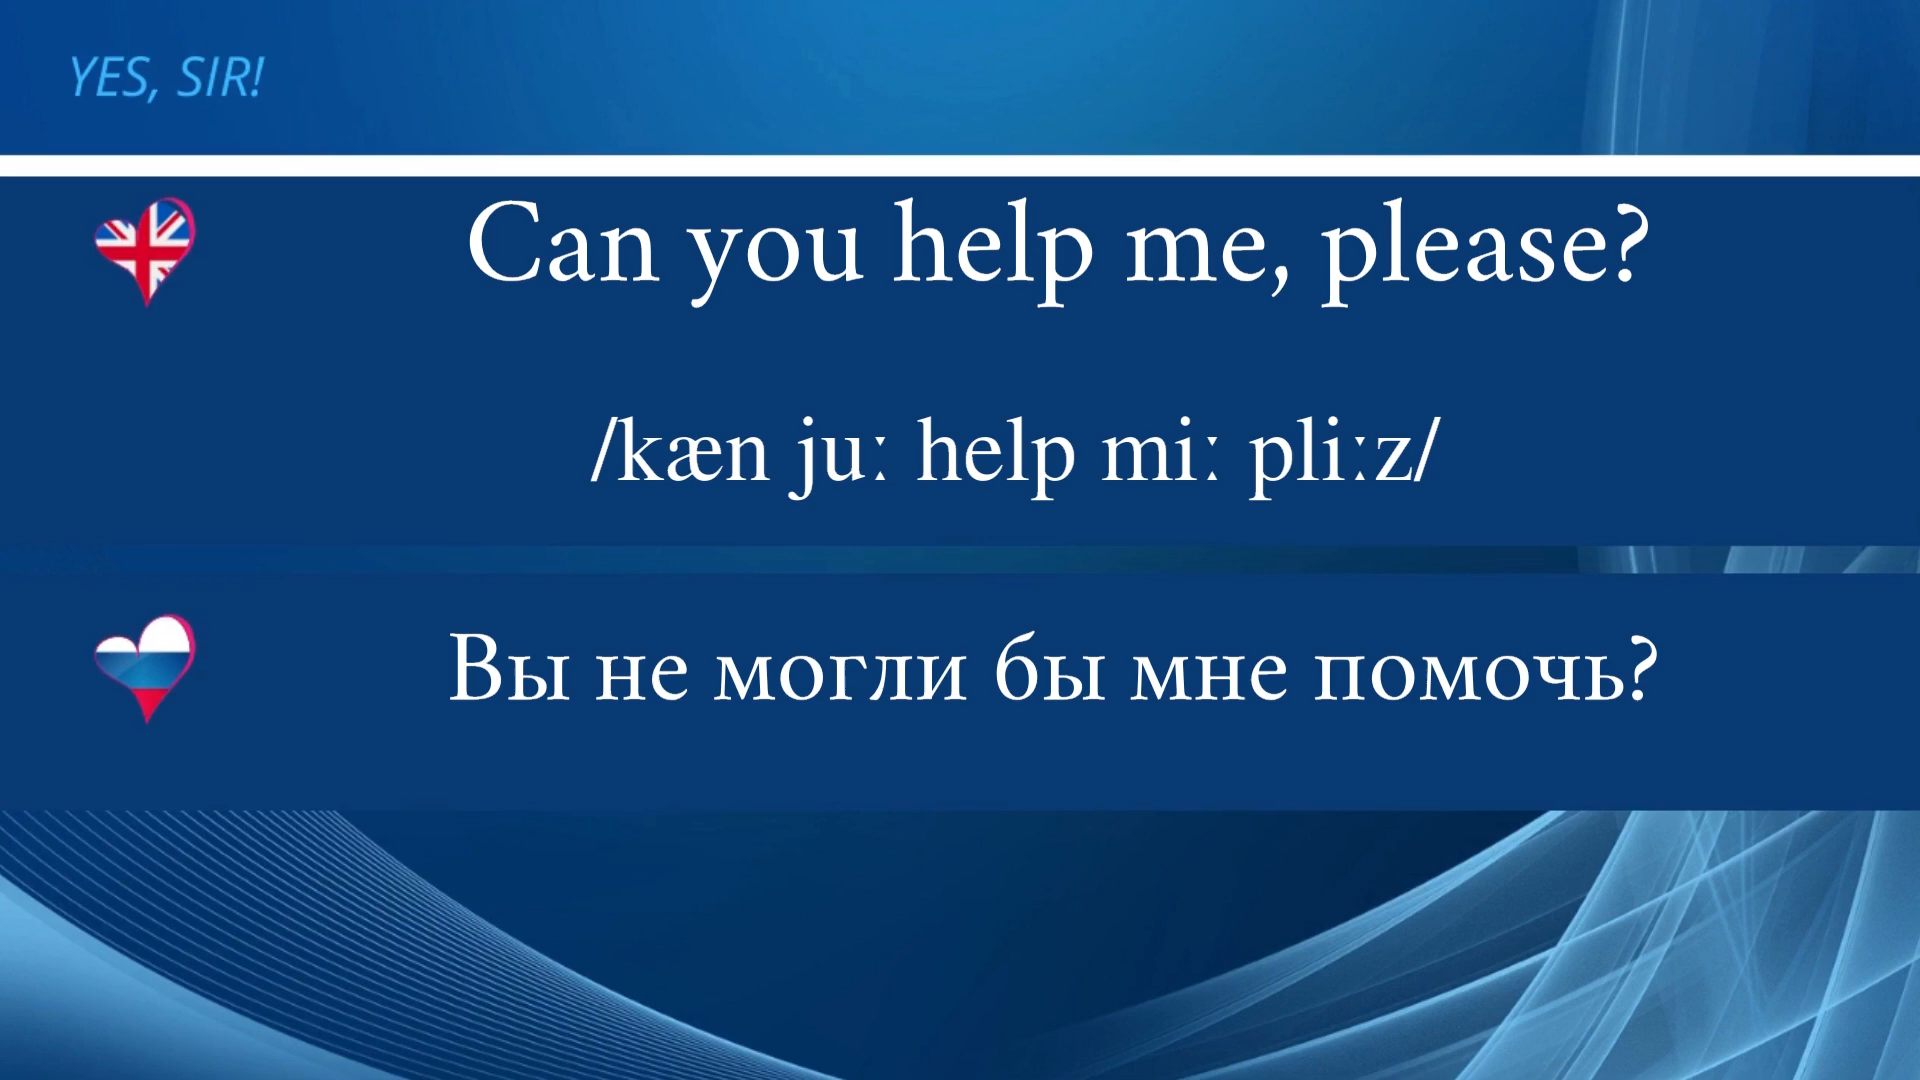 YES, SIR!
Can you help me, please?
/kæn juː help miː pliːz/
Вы не могли бы мне помочь?